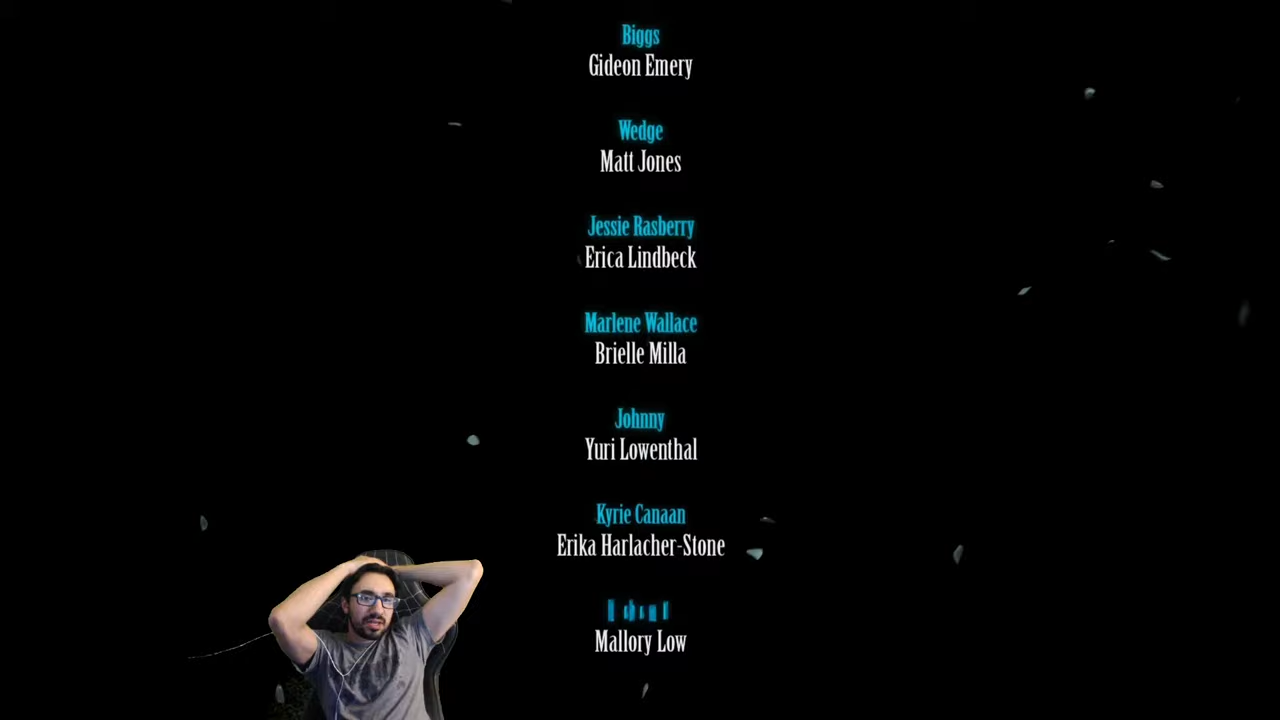 Biggs
Gideon Emery
Wedge
Matt Jones
Jessie Rasberry
Erica Lindbeck
Marlene Wallace
Brielle Milla
Johnny
Yuri Lowenthal
Kyrie Canaan
Erika Harlacher-Stone
Mallory Low